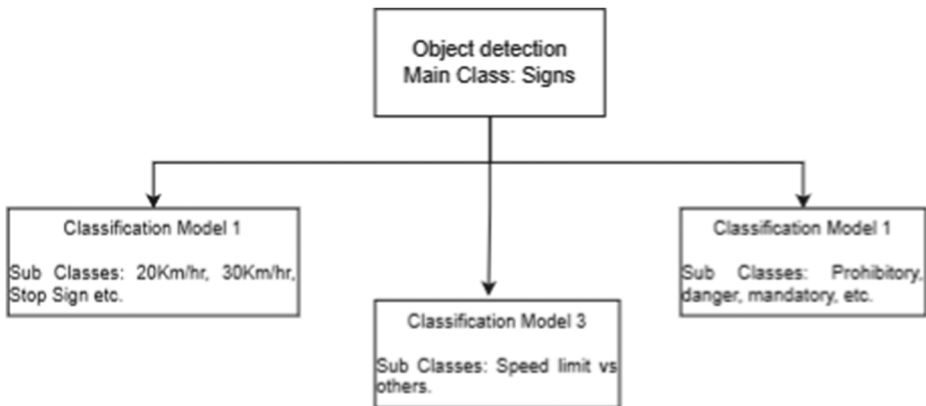 Object detection
Main Class: Signs
Classification Model 1
Sub Classes: 20Km/hr, 30Km/hr,
Stop Sign etc.
Classification Model 3
Sub Classes: Speed limit vs
others.
Classification Model 1
Sub Classes: Prohibitory,
danger, mandatory, etc.